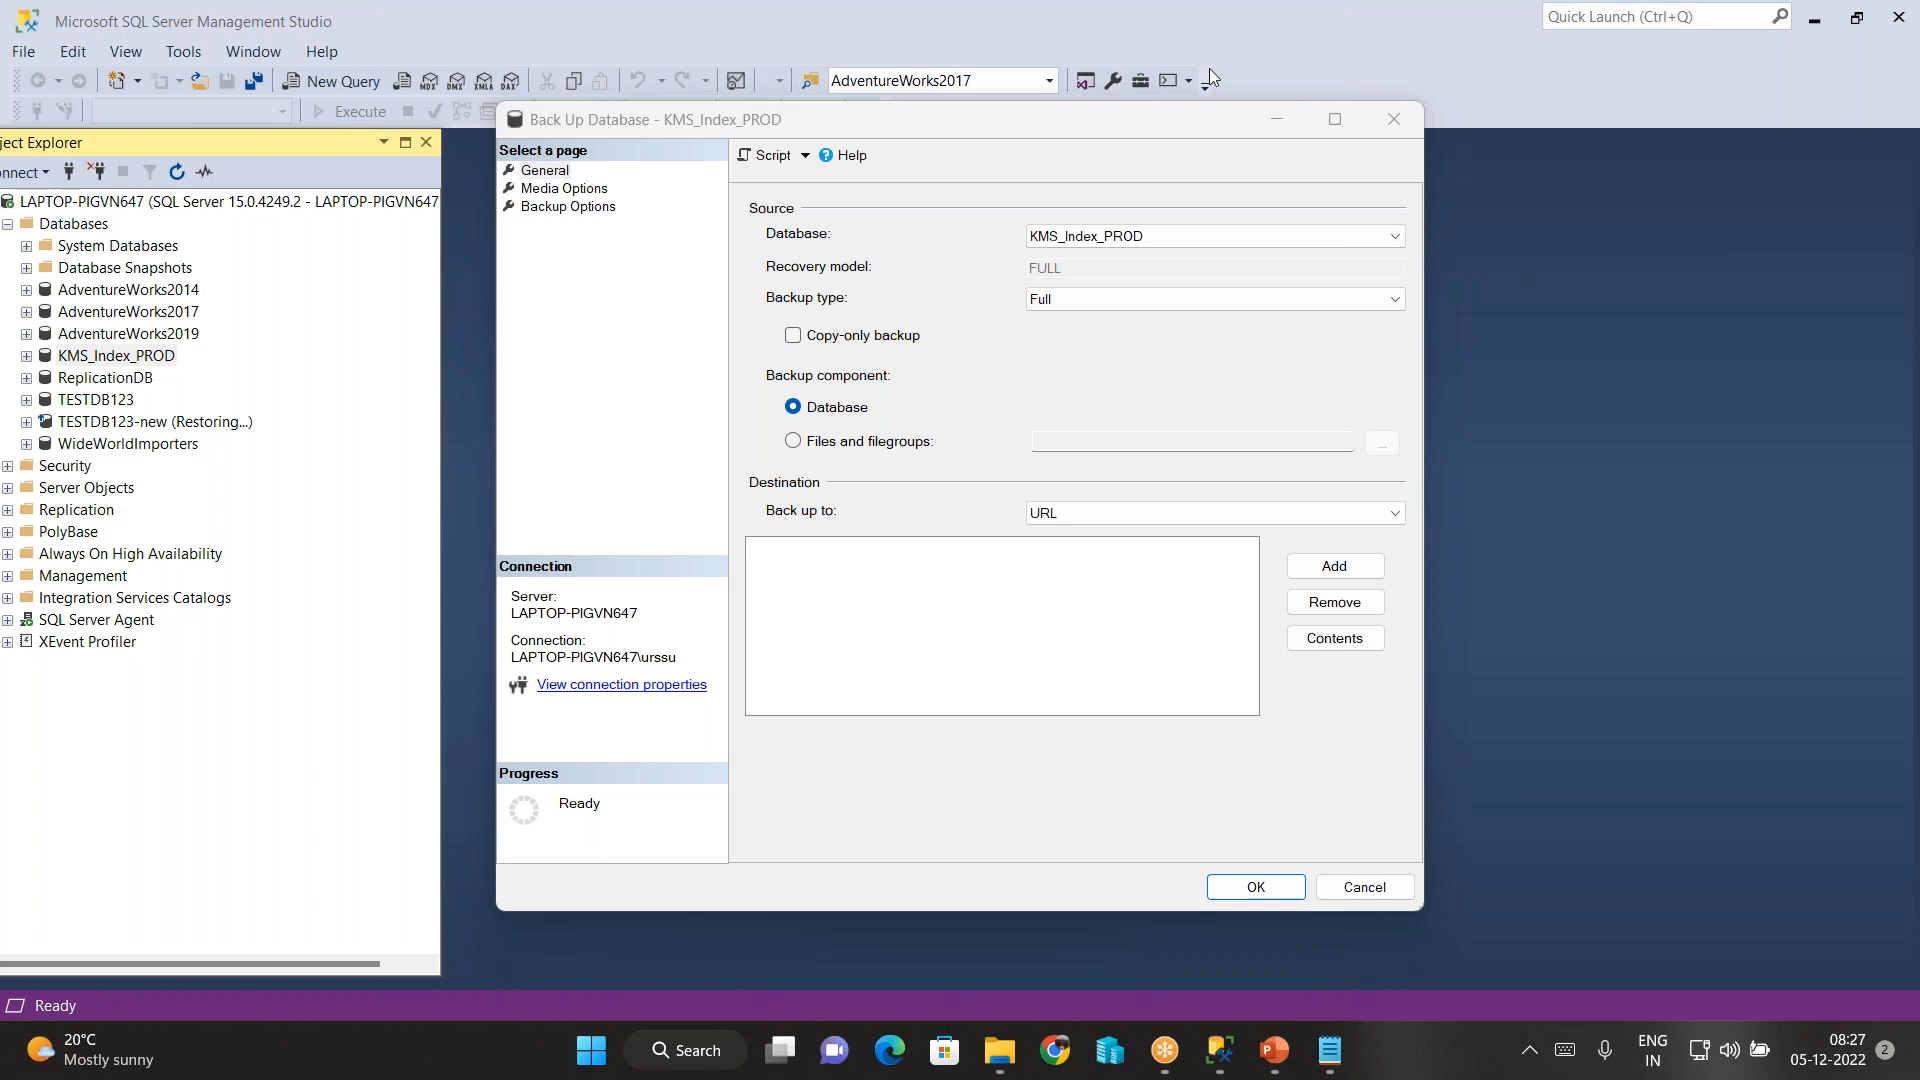 Microsoft SQL Server Management Studio
Quick Launch (Ctrl+Q)
File Edit View Tools Window Help
New Query MDX DMX XMLA DAX AdventureWorks2017
Execute
ject Explorer
nnect
LAPTOP-PIGVN647 (SQL Server 15.0.4249.2 - LAPTOP-PIGVN647
Databases
System Databases
Database Snapshots
AdventureWorks2014
AdventureWorks2017
AdventureWorks2019
KMS_Index_PROD
ReplicationDB
TESTDB123
TESTDB123-new (Restoring...)
WideWorldImporters
Security
Server Objects
Replication
PolyBase
Always On High Availability
Management
Integration Services Catalogs
SQL Server Agent
XEvent Profiler
Back Up Database - KMS_Index_PROD
Select a page
General
Media Options
Backup Options
Connection
Server:
LAPTOP-PIGVN647
Connection:
LAPTOP-PIGVN647\urssu
View connection properties
Progress
Ready
Script Help
Source
Database: KMS_Index_PROD
Recovery model: FULL
Backup type: Full
Copy-only backup
Backup component:
Database
Files and filegroups: ...
Destination
Back up to: URL
Add
Remove
Contents
OK Cancel
Ready
20°C
Mostly sunny
Search
ENG
IN
08:27
05-12-2022
2